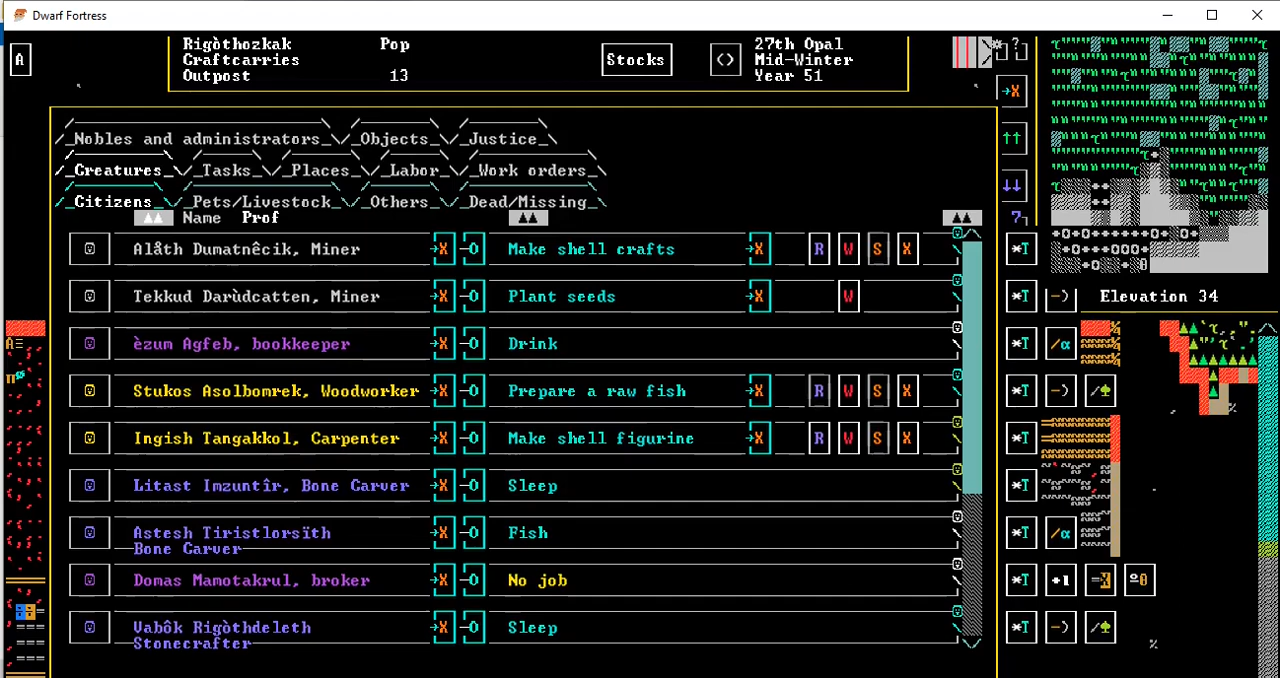 Dwarf Fortress
A
Rigòthozkak Pop
Craftcarries
Outpost 13
Stocks
27th Opal
Mid-Winter
Year 51
Nobles and administrators Objects Justice
Creatures Tasks Places Labor Work orders
Citizens Pets/Livestock Others Dead/Missing
Name Prof
Alåth Dumatnêcik, Miner Make shell crafts R W S X
Tekkud Darùdcatten, Miner Plant seeds W
Elevation 34
èzum Agfeb, bookkeeper Drink
Stukos Asolbomrek, Woodworker Prepare a raw fish R W S X
Ingish Tangakkol, Carpenter Make shell figurine R W S X
Litast Imzuntîr, Bone Carver Sleep
Astesh Tiristlorsïth Fish
Bone Carver
Domas Mamotakrul, broker No job
Vabôk Rigòthdeleth Sleep
Stonecrafter